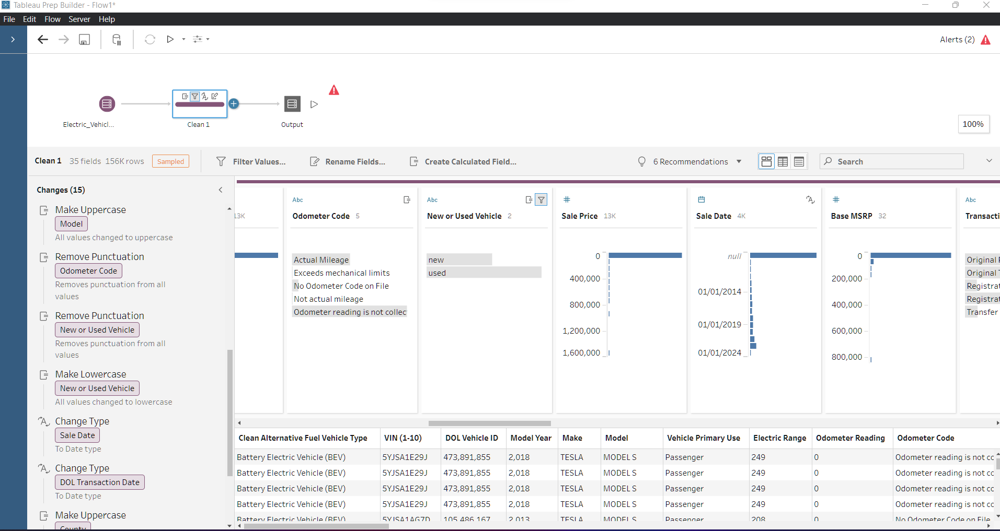 Tableau Prep Builder - Flow1*
File Edit Flow Server Help
Alerts (2)
Electric_Vehicl...
Clean 1
Output
100%
Clean 1 35 fields 156K rows Sampled
Filter Values...
Rename Fields...
Create Calculated Field...
6 Recommendations
Search
Changes (15)
Make Uppercase
Model
All values changed to uppercase
Remove Punctuation
Odometer Code
Removes punctuation from all
values
Remove Punctuation
New or Used Vehicle
Removes punctuation from all
values
Make Lowercase
New or Used Vehicle
All values changed to lowercase
Change Type
Sale Date
To Date type
Change Type
DOL Transaction Date
To Date type
Make Uppercase
County
13K
Abc
Odometer Code 5
Actual Mileage
Exceeds mechanical limits
No Odometer Code on File
Not actual mileage
Odometer reading is not collec
Abc
New or Used Vehicle 2
new
used
#
Sale Price 13K
0
400,000
800,000
1,200,000
1,600,000
Sale Date 4K
null
01/01/2014
01/01/2019
01/01/2024
#
Base MSRP 32
0
200,000
400,000
600,000
800,000
Abc
Transacti
Original
Original
Registrat
Registrat
Transfer
Clean Alternative Fuel Vehicle Type VIN (1-10) DOL Vehicle ID Model Year Make Model Vehicle Primary Use Electric Range Odometer Reading Odometer Code
Battery Electric Vehicle (BEV) 5YJSA1E29J 473,891,855 2,018 TESLA MODEL S Passenger 249 0 Odometer reading is not cc
Battery Electric Vehicle (BEV) 5YJSA1E29J 473,891,855 2,018 TESLA MODEL S Passenger 249 0 Odometer reading is not cc
Battery Electric Vehicle (BEV) 5YJSA1E29J 473,891,855 2,018 TESLA MODEL S Passenger 249 0 Odometer reading is not cc
Battery Electric Vehicle (BEV) 5YJSA1E29J 473,891,855 2,018 TESLA MODEL S Passenger 249 0 Odometer reading is not cc
Battery Electric Vehicle (BEV) 5YJSA1AG7D 105,486,167 2,013 TESLA MODEL S Passenger 208 0 No Odometer Code on File